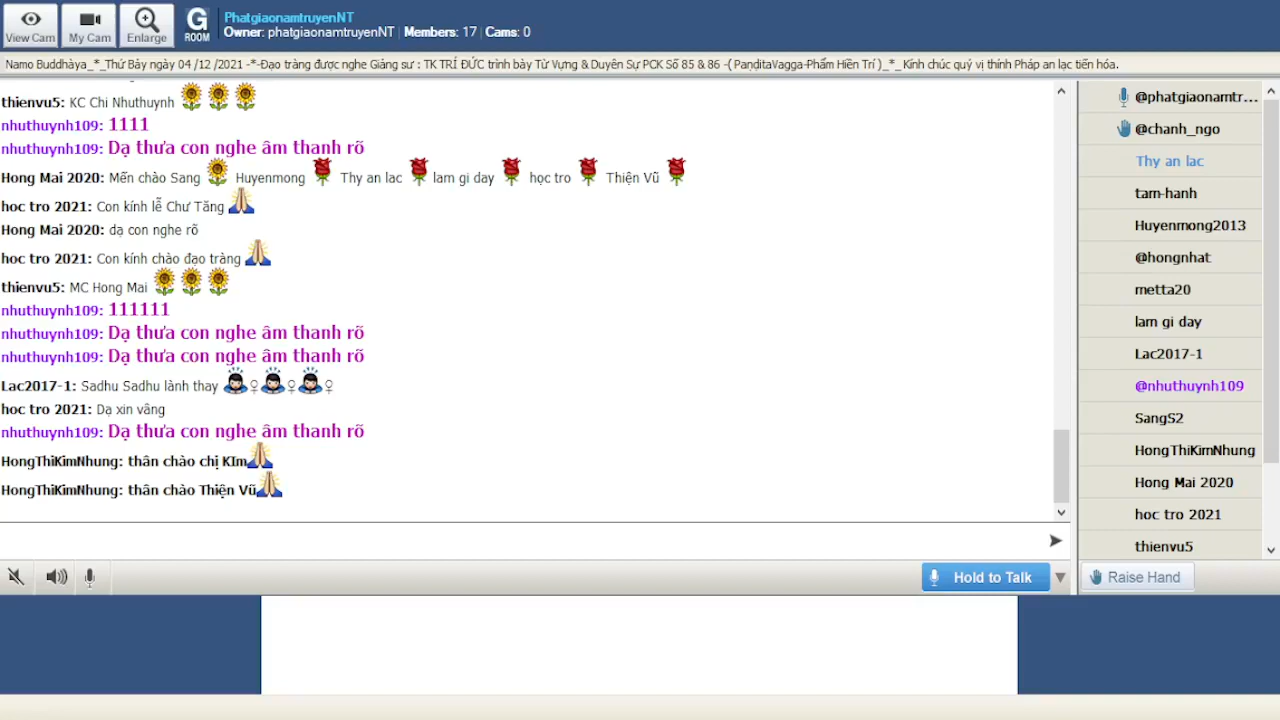 View Cam
My Cam
Enlarge
G ROOM
PhatgiaonamtruyenNT
Owner: phatgiaonamtruyenNT | Members: 17 | Cams: 0
Namo Buddhàya_*_Thứ Bảy ngày 04 /12 /2021 -*-Đạo tràng được nghe Giảng sư : TK TRÍ ĐỨC trình bày Từ Vựng & Duyên Sự PCK Số 85 & 86 -( PaṇḍitaVagga-Phẩm Hiền Trí )_*_ Kính chúc quý vị thính Pháp an lạc tiến hóa.
thienvu5: KC Chi Nhuthuynh
nhuthuynh109: 1111
nhuthuynh109: Dạ thưa con nghe âm thanh rõ
Hong Mai 2020: Mến chào Sang Huyenmong Thy an lac lam gi day học tro Thiện Vũ
hoc tro 2021: Con kính lễ Chư Tăng
Hong Mai 2020: dạ con nghe rõ
hoc tro 2021: Con kính chào đạo tràng
thienvu5: MC Hong Mai
nhuthuynh109: 111111
nhuthuynh109: Dạ thưa con nghe âm thanh rõ
nhuthuynh109: Dạ thưa con nghe âm thanh rõ
Lac2017-1: Sadhu Sadhu lành thay ♀ ♀ ♀
hoc tro 2021: Dạ xin vâng
nhuthuynh109: Dạ thưa con nghe âm thanh rõ
HongThiKimNhung: thân chào chị KIm
HongThiKimNhung: thân chào Thiện Vũ
@phatgiaonamtr...
@chanh_ngo
Thy an lac
tam-hanh
Huyenmong2013
@hongnhat
metta20
lam gi day
Lac2017-1
@nhuthuynh109
SangS2
HongThiKimNhung
Hong Mai 2020
hoc tro 2021
thienvu5
Hold to Talk
Raise Hand